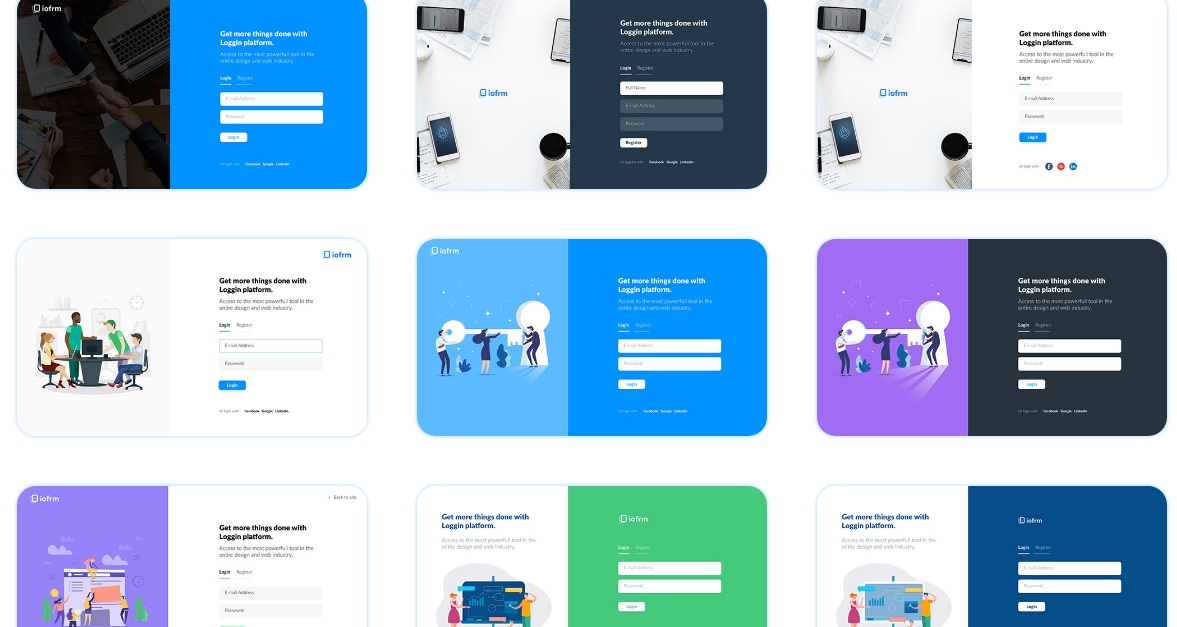 iofrm
Get more things done with
Loggin platform.
Access to the most powerfull tool in the
entire design and web industry.
Login Register
E-mail Address
Password
Login
Or login with Facebook Google LinkedIn
iofrm
Get more things done with
Loggin platform.
Access to the most powerfull tool in the
entire design and web industry.
Login Register
Full Name
E-mail Address
Password
Register
Or register with Facebook Google LinkedIn
iofrm
Get more things done with
Loggin platform.
Access to the most powerfull tool in the
entire design and web industry.
Login Register
E-mail Address
Password
Login
Or login with
iofrm
Get more things done with
Loggin platform.
Access to the most powerfull tool in the
entire design and web industry.
Login Register
E-mail Address
Password
Login
Or login with Facebook Google LinkedIn
iofrm
Get more things done with
Loggin platform.
Access to the most powerfull tool in the
entire design and web industry.
Login Register
E-mail Address
Password
Login
Or login with Facebook Google LinkedIn
Get more things done with
Loggin platform.
Access to the most powerfull tool in the
entire design and web industry.
Login Register
E-mail Address
Password
Login
Or login with Facebook Google LinkedIn
iofrm
Back to site
Get more things done with
Loggin platform.
Access to the most powerfull tool in the
entire design and web industry.
Login Register
E-mail Address
Password
Get more things done with
Loggin platform.
Access to the most powerfull tool in the
entire design and web industry.
iofrm
Login Register
E-mail Address
Password
Login
Get more things done with
Loggin platform.
Access to the most powerfull tool in the
entire design and web industry.
iofrm
Login Register
E-mail Address
Password
Login